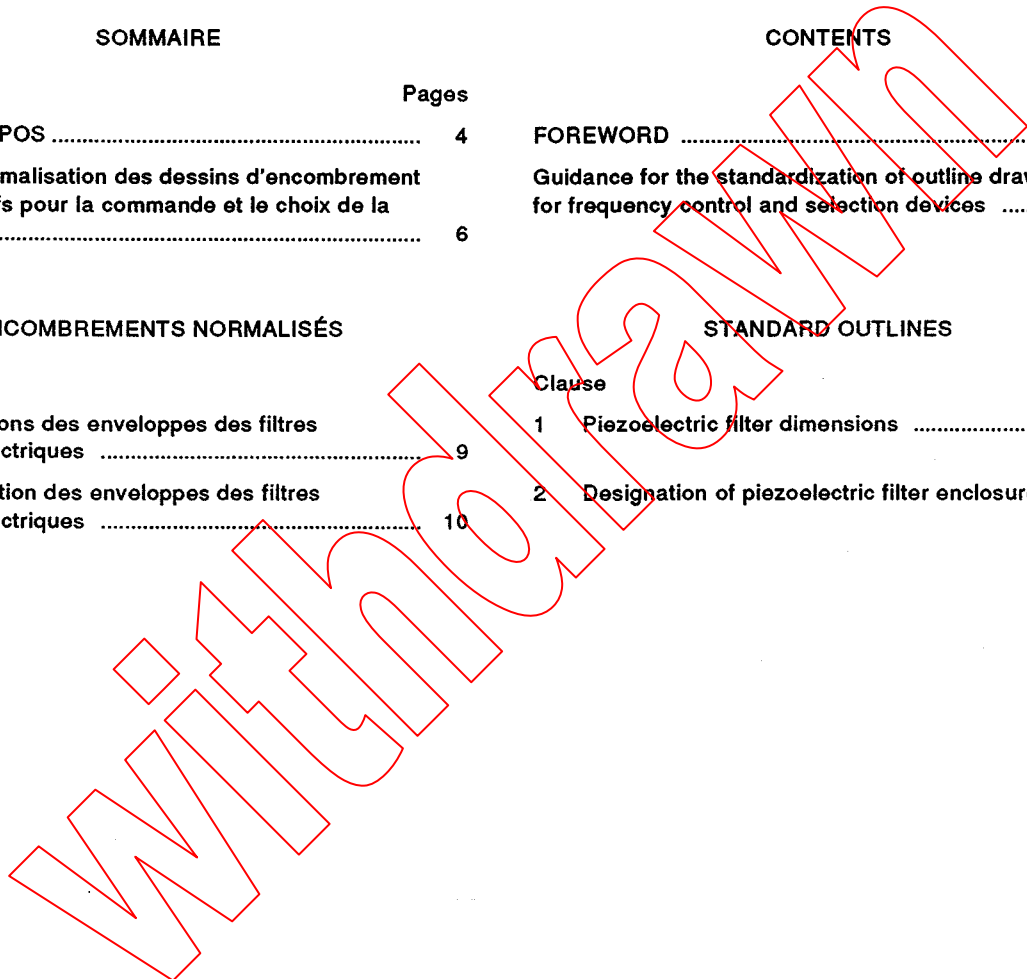 SOMMAIRE
Pages
POS ........ 4
malisation des dessins d'encombrement
s pour la commande et le choix de la
........ 6
COMBREMENTS NORMALISÉS
ons des enveloppes des filtres
ctriques ........ 9
tion des enveloppes des filtres
ctriques ........ 10
CONTENTS
FOREWORD ........
Guidance for the standardization of outline draw
for frequency control and selection devices ....
STANDARD OUTLINES
Clause
1 Piezoelectric filter dimensions ........
2 Designation of piezoelectric filter enclosur
withdrawn